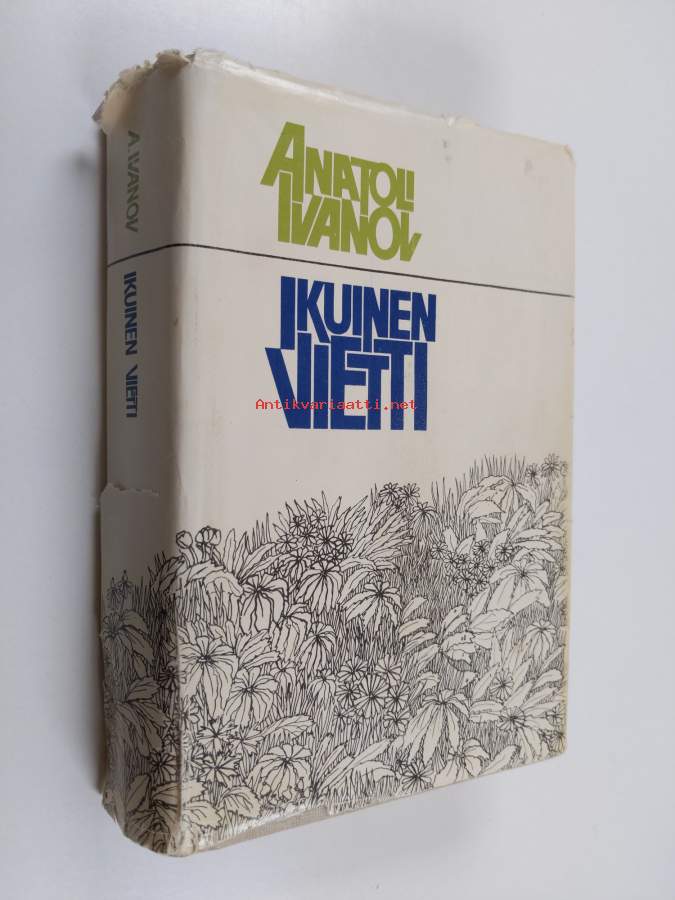 A. IVANOV
IKUINEN VIETTI
ANATOLI
IVANOV
IKUINEN
VIETTI
Antikvariaatti.net